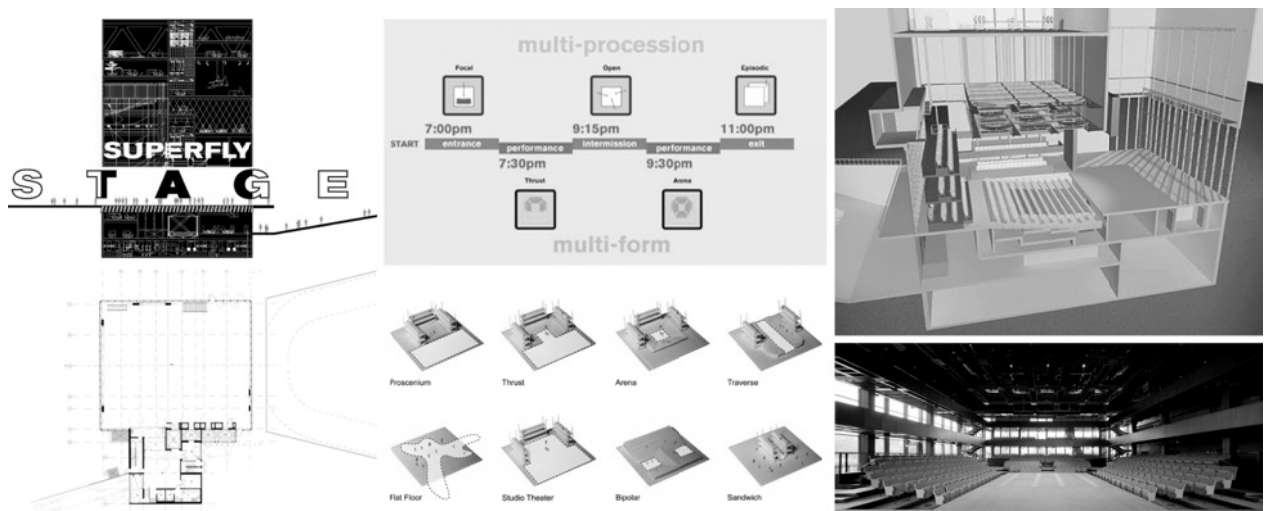 SUPERFLY
STAGE
multi-procession
Focal
Open
Episodic
7:00pm
9:15pm
11:00pm
START
entrance
performance
intermission
performance
exit
7:30pm
9:30pm
Thrust
Arena
multi-form
Proscenium
Thrust
Arena
Traverse
Flat Floor
Studio Theater
Bipolar
Sandwich